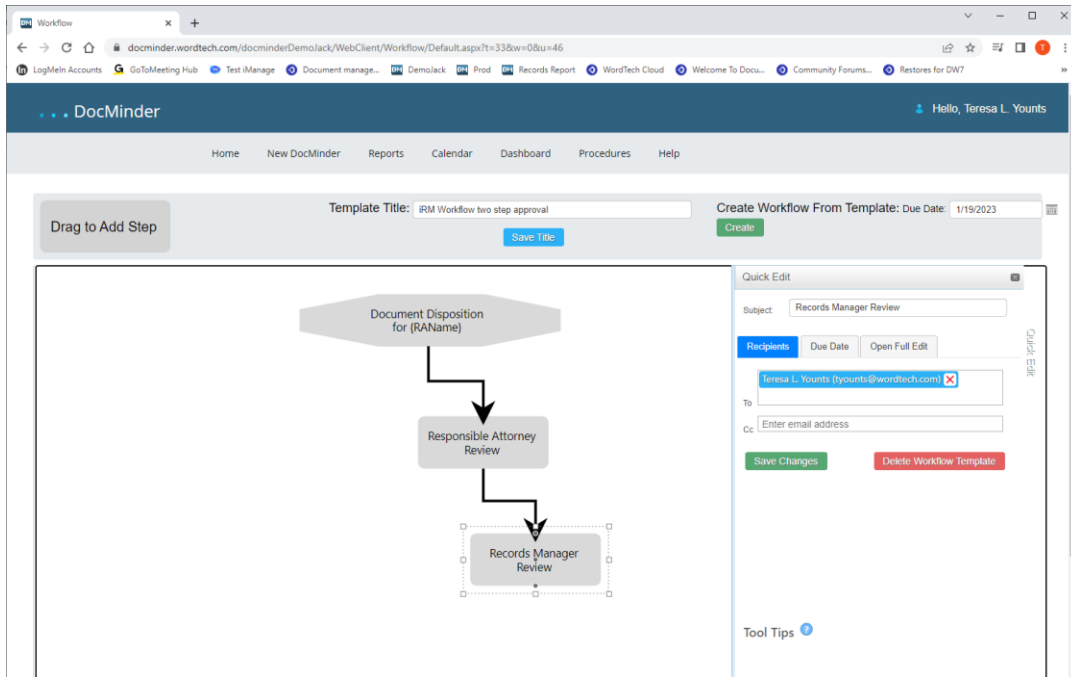 Workflow
docminder.wordtech.com/docminderDemoJack/WebClient/Workflow/Default.aspx?t=33&w=0&u=46
T
in LogMeIn Accounts G GoToMeeting Hub Test iManage Document manage... DM DemoJack DM Prod DM Records Report WordTech Cloud Welcome To Docu... Community Forums... Restores for DW7 »
... DocMinder
Hello, Teresa L. Younts
Home New DocMinder Reports Calendar Dashboard Procedures Help
Drag to Add Step
Template Title: iRM Workflow two step approval
Save Title
Create Workflow From Template: Due Date: 1/19/2023
Create
Document Disposition
for {RAName}
Responsible Attorney
Review
Records Manager
Review
Quick Edit
Subject: Records Manager Review
Recipients Due Date Open Full Edit
Teresa L. Younts (tyounts@wordtech.com)
To
Cc Enter email address
Save Changes Delete Workflow Template
Quick Edit
Tool Tips ?